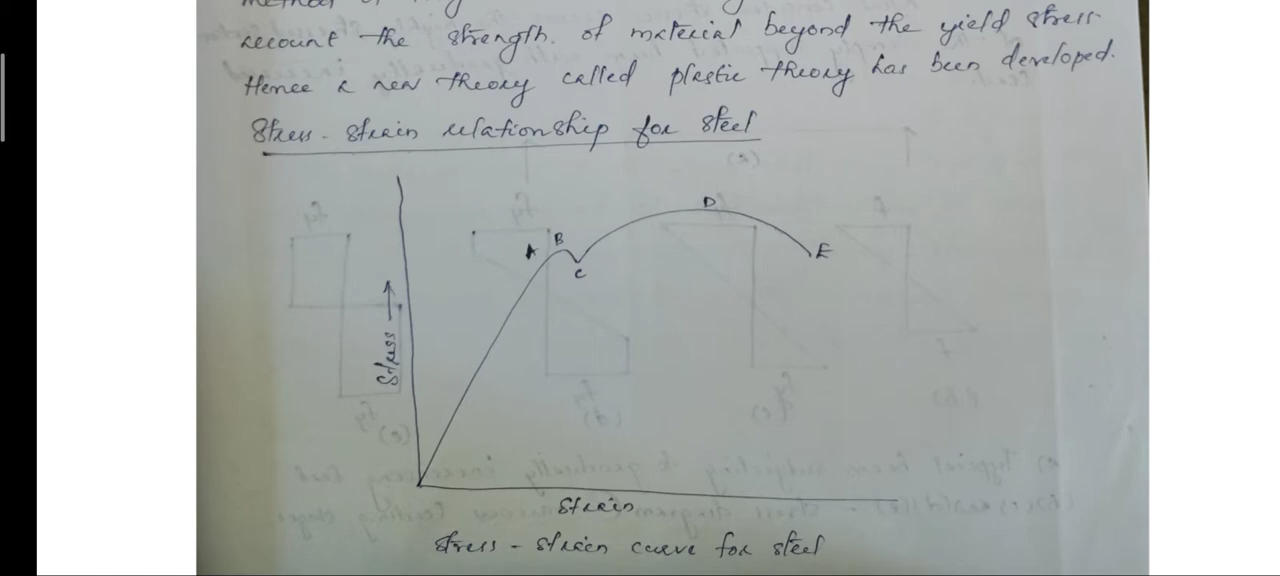 account the strength. of material beyond the yield stress.
Hence a new theory called plastic theory has been developed.
Stress - strain relationship for steel
D
B
A
E
C
Stress
Strain
Stress - strain curve for steel